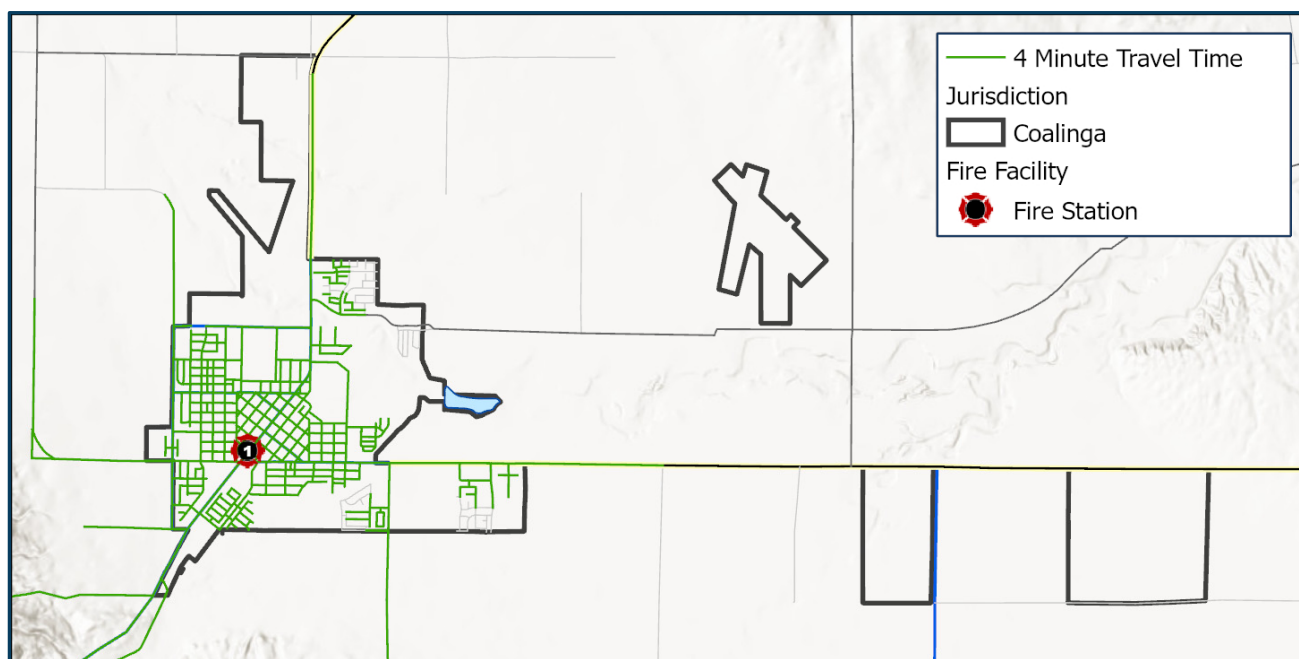 4 Minute Travel Time
Jurisdiction
Coalinga
Fire Facility
Fire Station
1